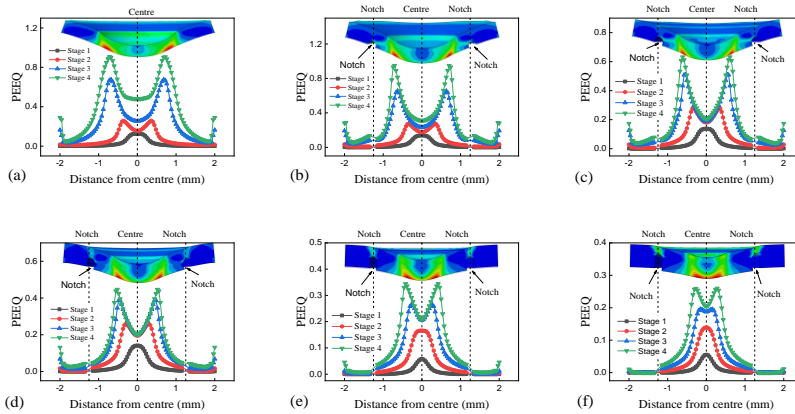 Centre
1.2
0.8
0.4
0.0
PEEQ
Stage 1
Stage 2
Stage 3
Stage 4
-2 -1 0 1 2
Distance from centre (mm)
(a)
Notch Centre Notch
1.2
0.8
0.4
0.0
PEEQ
Notch
Notch
Stage 1
Stage 2
Stage 3
Stage 4
-2 -1 0 1 2
Distance from centre (mm)
(b)
Notch Center Notch
0.8
0.6
0.4
0.2
0.0
PEEQ
Notch
Notch
Stage 1
Stage 2
Stage 3
Stage 4
-2 -1 0 1 2
Distance from centre (mm)
(c)
Notch Centre Notch
0.6
0.4
0.2
0.0
PEEQ
Notch
Notch
Stage 1
Stage 2
Stage 3
Stage 4
-2 -1 0 1 2
Distance from centre (mm)
(d)
Notch Centre Notch
0.5
0.4
0.3
0.2
0.1
0.0
PEEQ
Notch
Notch
Stage 1
Stage 2
Stage 3
Stage 4
-2 -1 0 1 2
Distance from centre (mm)
(e)
Notch Centre Notch
0.4
0.3
0.2
0.1
0.0
PEEQ
Notch
Notch
Stage 1
Stage 2
Stage 3
Stage 4
-2 -1 0 1 2
Distance from centre (mm)
(f)